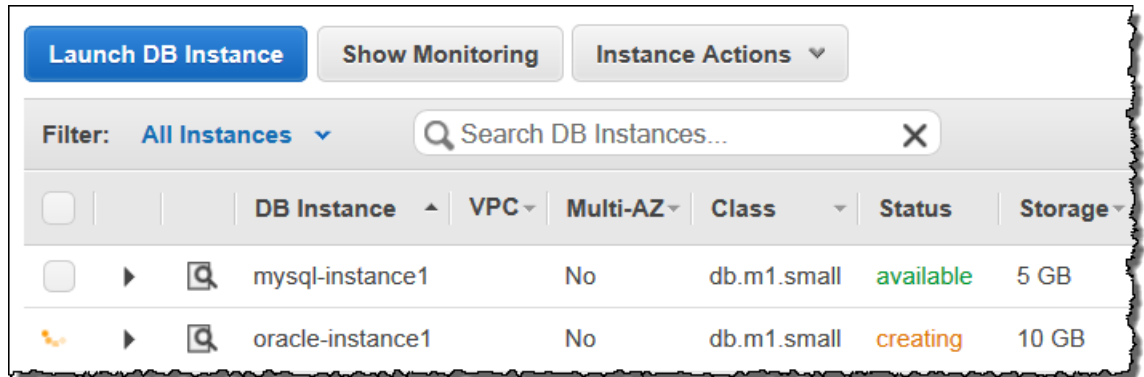 Launch DB Instance Show Monitoring Instance Actions
Filter: All Instances Search DB Instances...
DB Instance VPC Multi-AZ Class Status Storage
mysql-instance1 No db.m1.small available 5 GB
oracle-instance1 No db.m1.small creating 10 GB